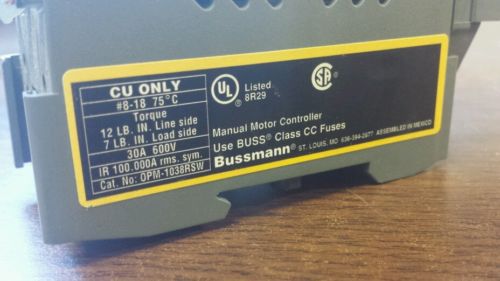 CU ONLY
#8-18 75°C
Torque
12 LB. IN. Line side
7 LB. IN. Load side
30A 600V
IR 100.000A rms. sym.
Cat. No. OPM-1038RSW
UL
Listed
8R29
SA
Manual Motor Controller
Use BUSS® Class CC Fuses
Bussmann® ST. LOUIS, MO 636-394-2877 ASSEMBLED IN MEXICO